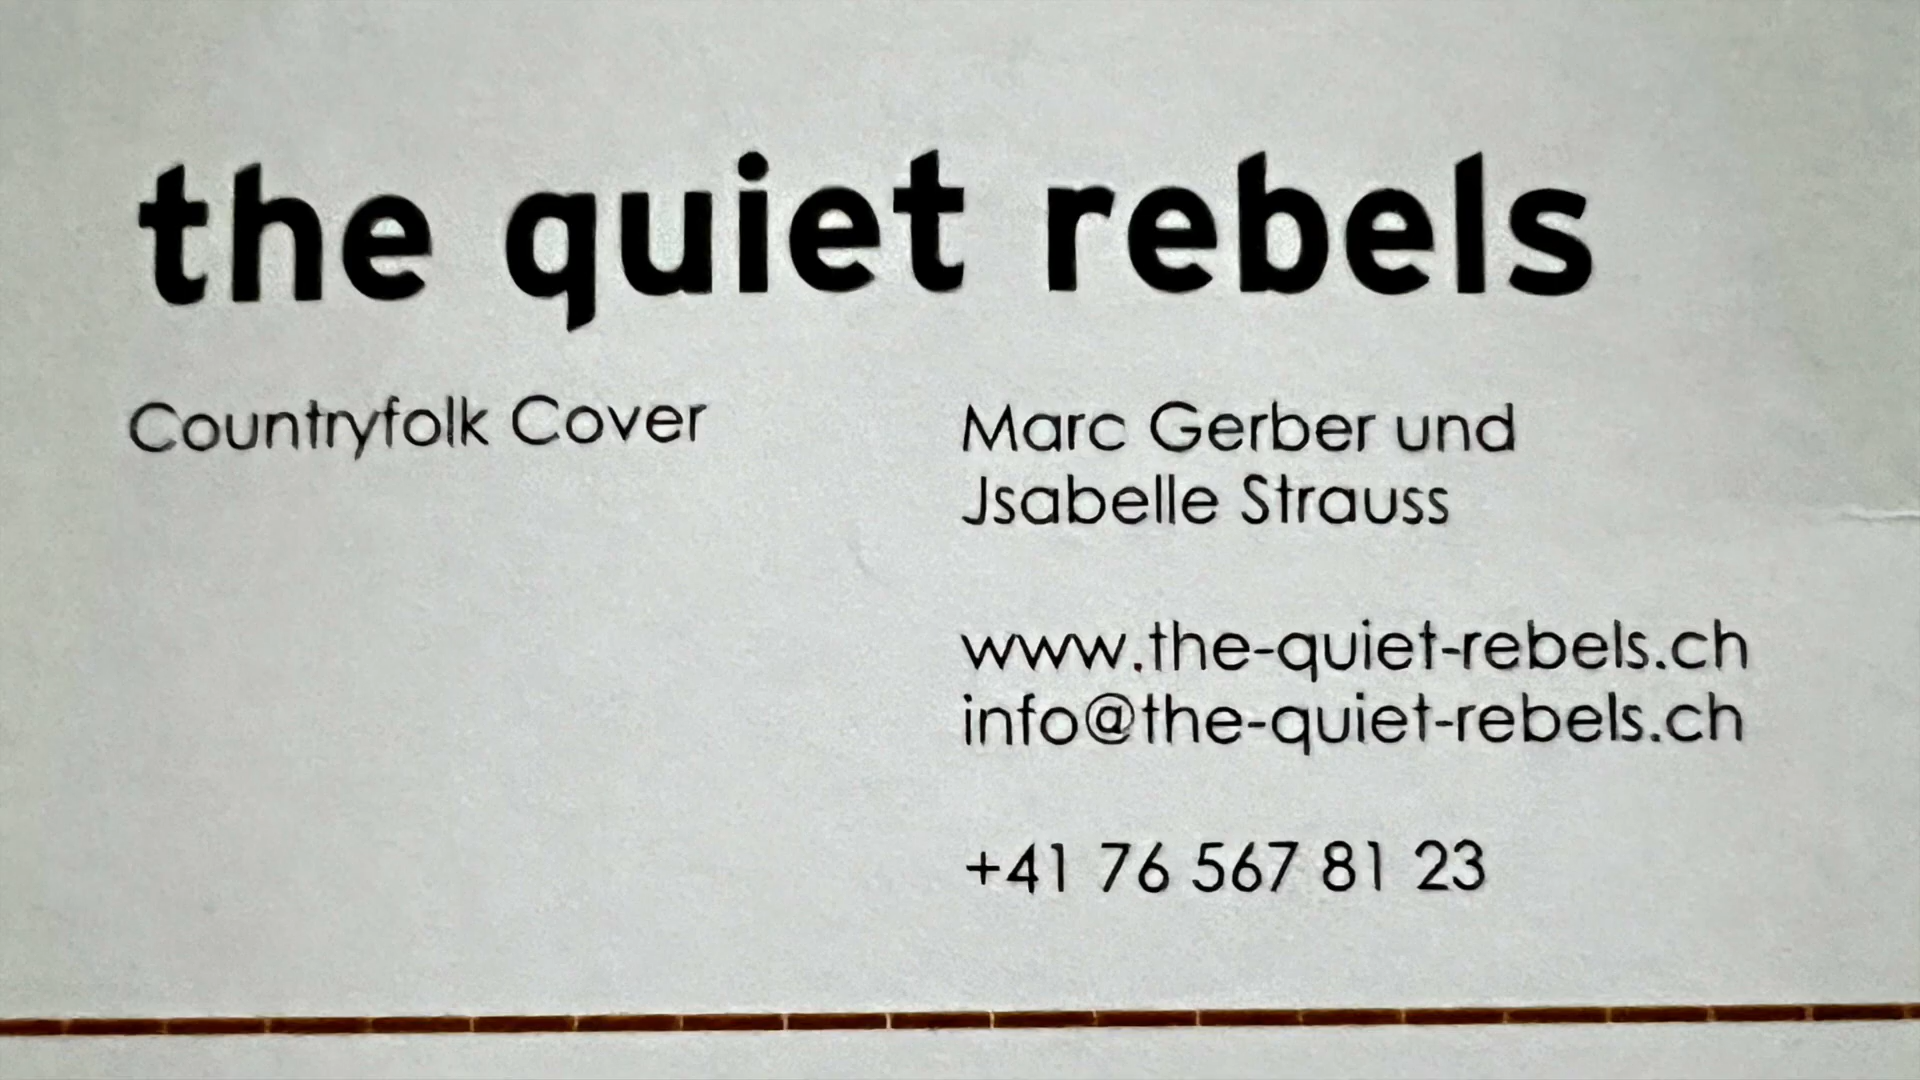 the quiet rebels
Countryfolk Cover
Marc Gerber und
Jsabelle Strauss
www.the-quiet-rebels.ch
info@the-quiet-rebels.ch
+41 76 567 81 23